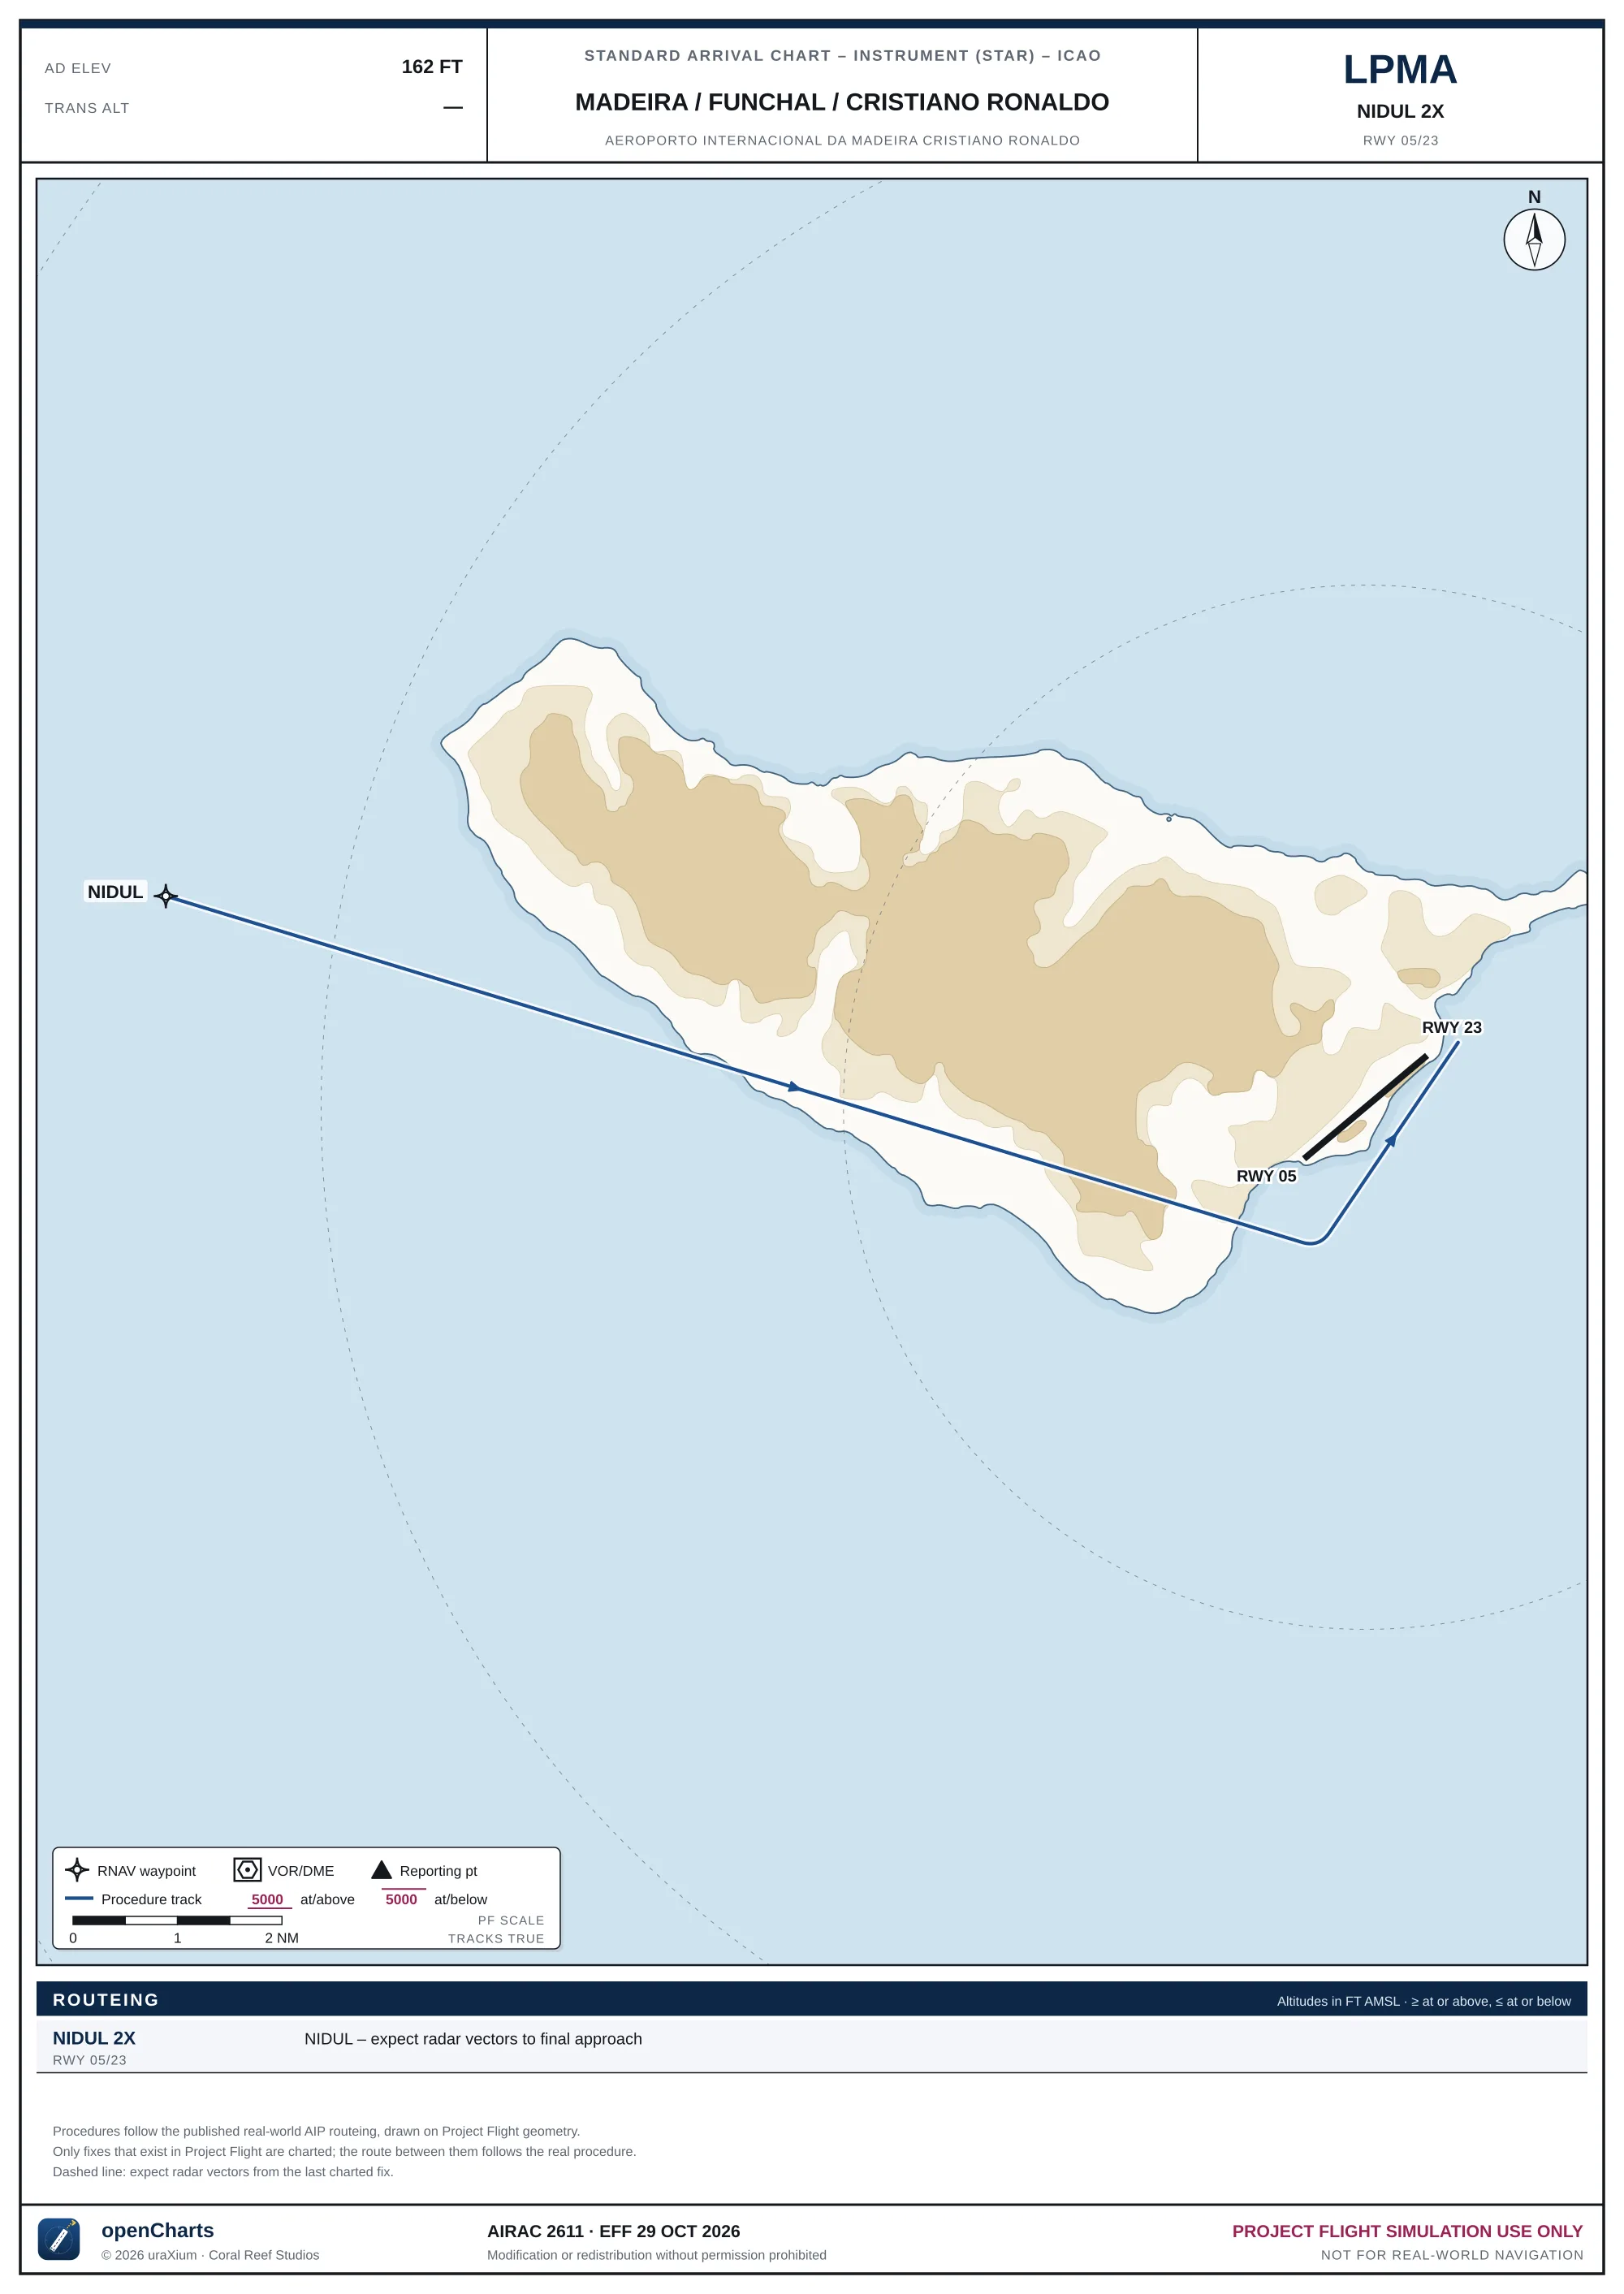 AD ELEV 162 FT
TRANS ALT —
STANDARD ARRIVAL CHART – INSTRUMENT (STAR) – ICAO
MADEIRA / FUNCHAL / CRISTIANO RONALDO
AEROPORTO INTERNACIONAL DA MADEIRA CRISTIANO RONALDO
LPMA
NIDUL 2X
RWY 05/23
N
NIDUL
RWY 23
RWY 05
RNAV waypoint VOR/DME Reporting pt
Procedure track 5000 at/above 5000 at/below
PF SCALE
0 1 2 NM TRACKS TRUE
ROUTEING Altitudes in FT AMSL · ≥ at or above, ≤ at or below
NIDUL 2X NIDUL – expect radar vectors to final approach
RWY 05/23
Procedures follow the published real-world AIP routeing, drawn on Project Flight geometry.
Only fixes that exist in Project Flight are charted; the route between them follows the real procedure.
Dashed line: expect radar vectors from the last charted fix.
openCharts
© 2026 uraXium · Coral Reef Studios
AIRAC 2611 · EFF 29 OCT 2026
Modification or redistribution without permission prohibited
PROJECT FLIGHT SIMULATION USE ONLY
NOT FOR REAL-WORLD NAVIGATION